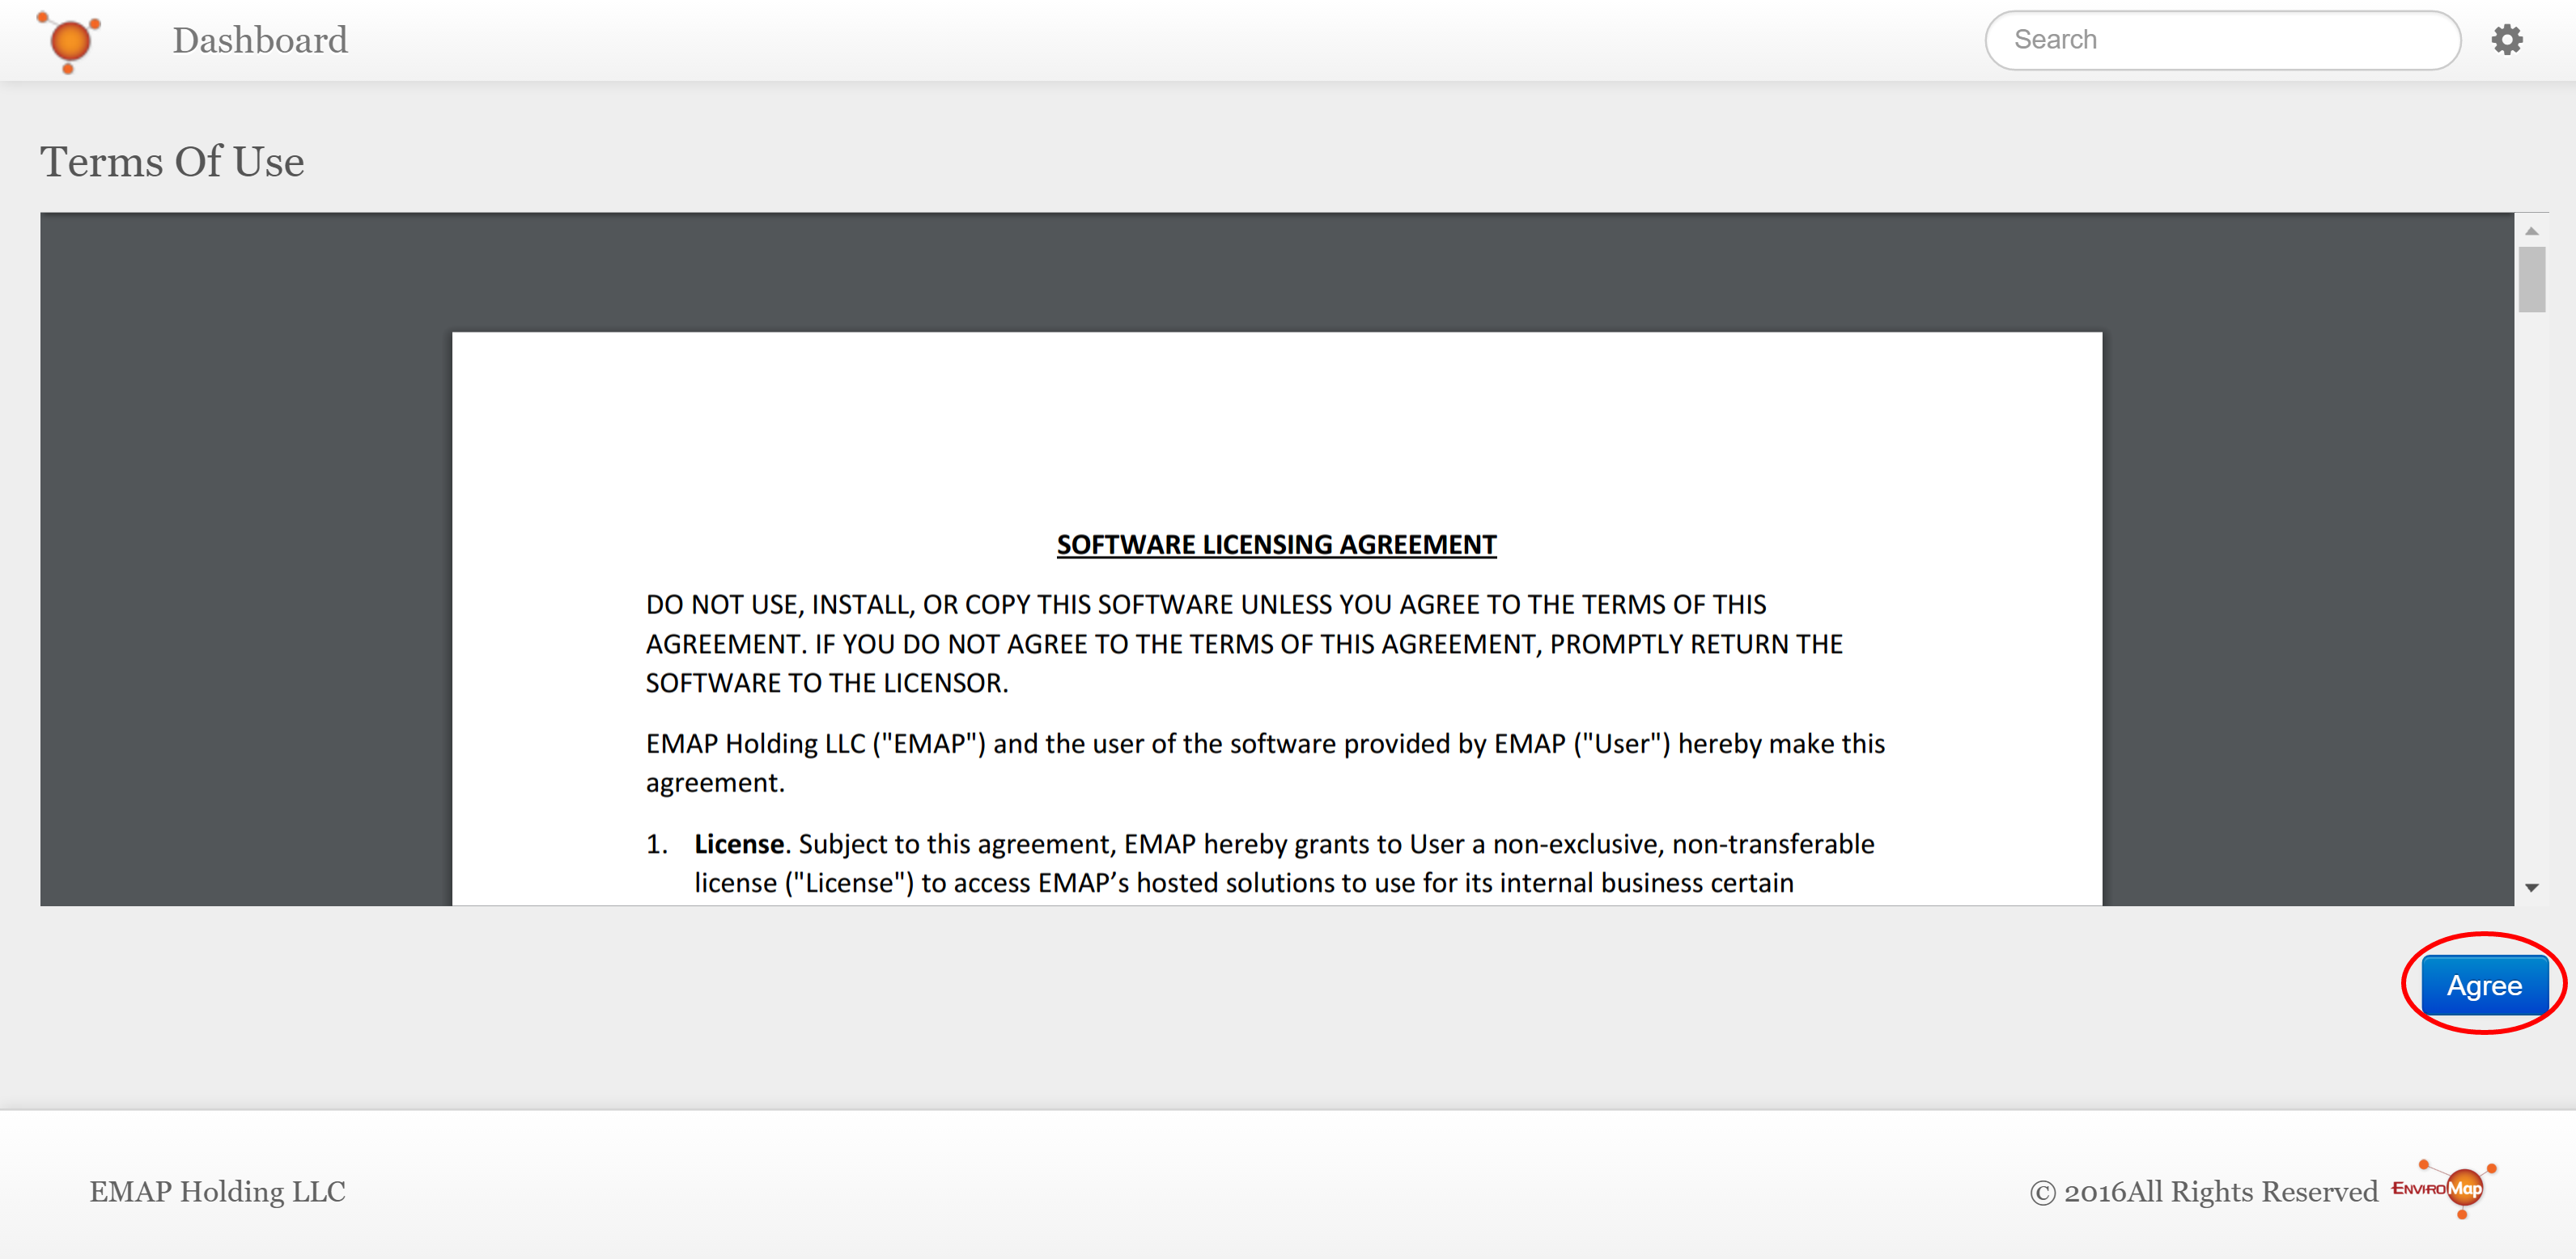 Dashboard
Search
Terms Of Use
SOFTWARE LICENSING AGREEMENT
DO NOT USE, INSTALL, OR COPY THIS SOFTWARE UNLESS YOU AGREE TO THE TERMS OF THIS
AGREEMENT. IF YOU DO NOT AGREE TO THE TERMS OF THIS AGREEMENT, PROMPTLY RETURN THE
SOFTWARE TO THE LICENSOR.
EMAP Holding LLC ("EMAP") and the user of the software provided by EMAP ("User") hereby make this
agreement.
1. License. Subject to this agreement, EMAP hereby grants to User a non-exclusive, non-transferable
license ("License") to access EMAP’s hosted solutions to use for its internal business certain
Agree
EMAP Holding LLC
© 2016All Rights Reserved
ENVIROMap